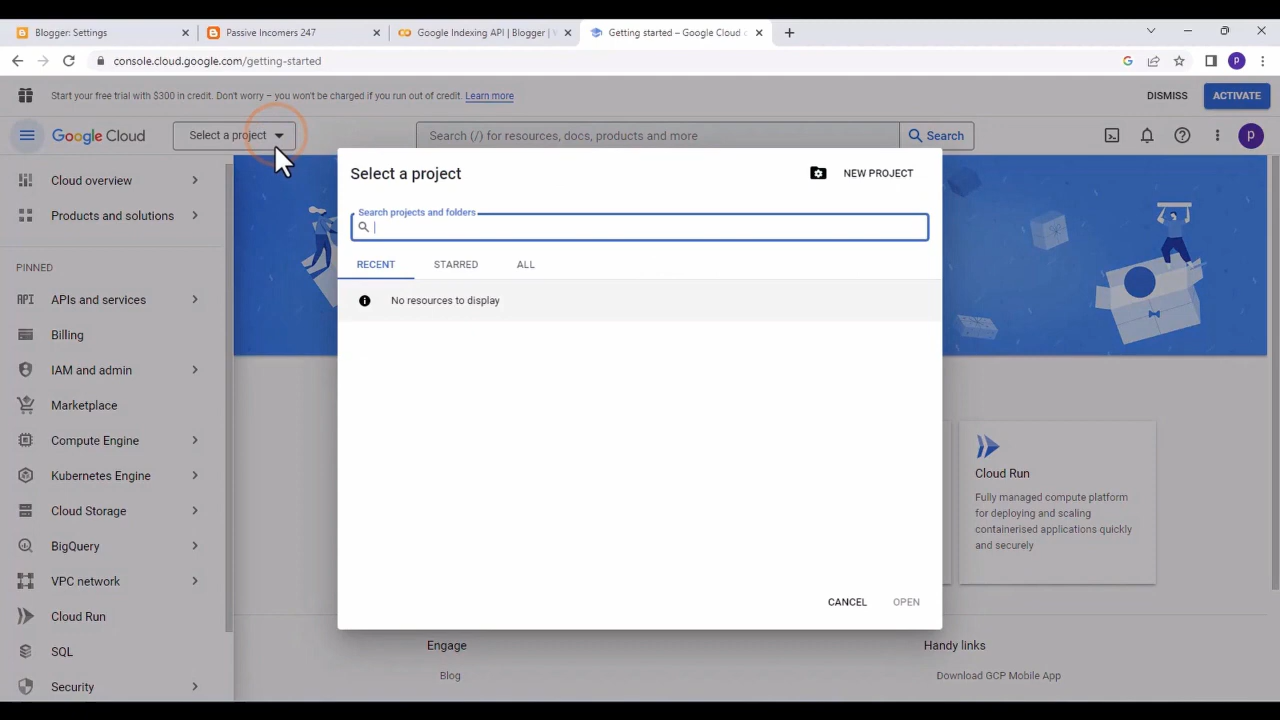 Blogger: Settings
Passive Incomers 247
Google Indexing API | Blogger |
Getting started – Google Cloud
console.cloud.google.com/getting-started
p
Start your free trial with $300 in credit. Don't worry – you won't be charged if you run out of credit. Learn more
DISMISS
ACTIVATE
Google Cloud
Select a project
Search (/) for resources, docs, products and more
Search
p
Cloud overview
Products and solutions
PINNED
API APIs and services
Billing
IAM and admin
Marketplace
Compute Engine
Kubernetes Engine
Cloud Storage
BigQuery
VPC network
Cloud Run
SQL
Security
Select a project
NEW PROJECT
Search projects and folders
RECENT
STARRED
ALL
No resources to display
CANCEL
OPEN
Cloud Run
Fully managed compute platform
for deploying and scaling
containerised applications quickly
and securely
Engage
Blog
Handy links
Download GCP Mobile App